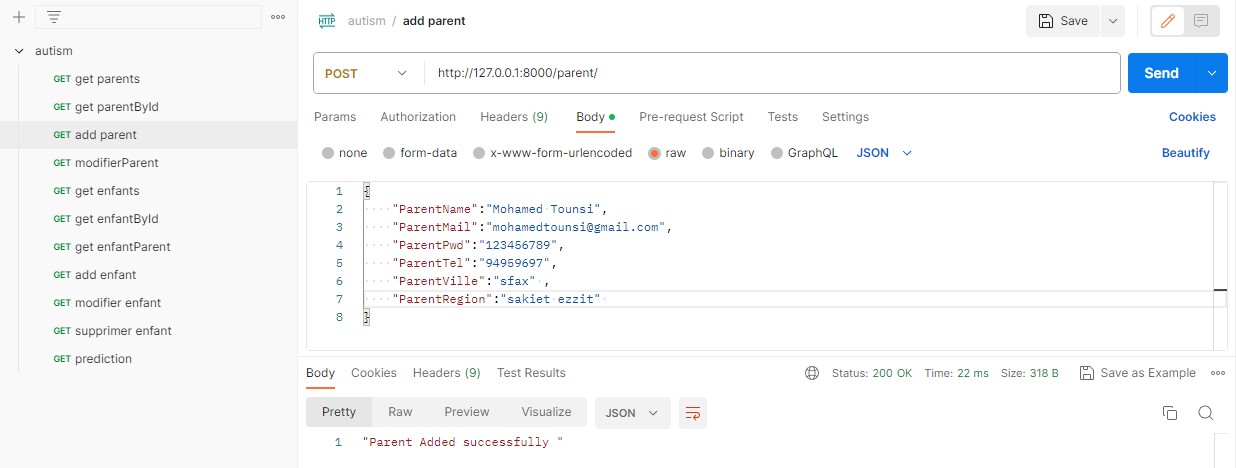 autism
GET get parents
GET get parentById
GET add parent
GET modifierParent
GET get enfants
GET get enfantById
GET get enfantParent
GET add enfant
GET modifier enfant
GET supprimer enfant
GET prediction
HTTP autism / add parent
Save
POST http://127.0.0.1:8000/parent/ Send
Params Authorization Headers (9) Body Pre-request Script Tests Settings Cookies
none form-data x-www-form-urlencoded raw binary GraphQL JSON Beautify
1 {
2 "ParentName":"Mohamed Tounsi",
3 "ParentMail":"mohamedtounsi@gmail.com",
4 "ParentPwd":"123456789",
5 "ParentTel":"94959697",
6 "ParentVille":"sfax" ,
7 "ParentRegion":"sakiet ezzit"
8 }
Body Cookies Headers (9) Test Results Status: 200 OK Time: 22 ms Size: 318 B Save as Example
Pretty Raw Preview Visualize JSON
1 "Parent Added successfully "